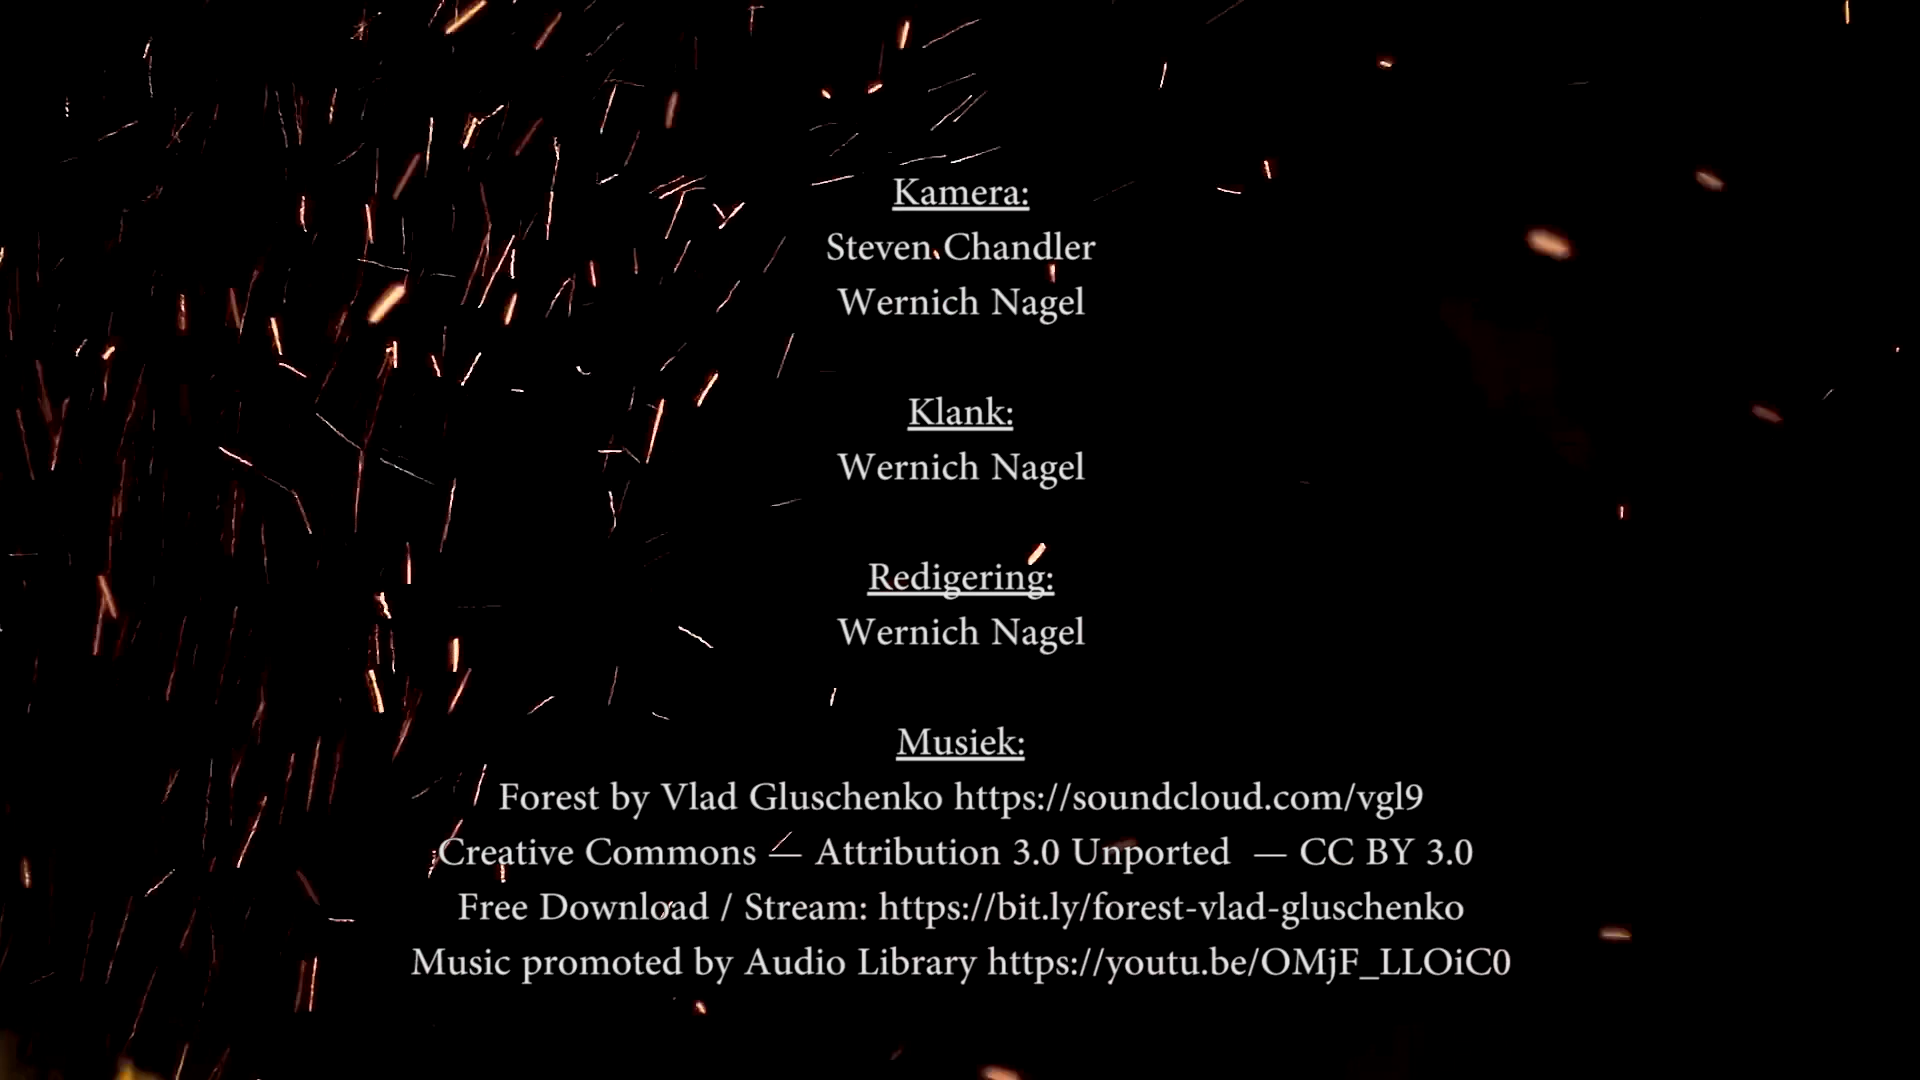 Kamera:
Steven Chandler
Wernich Nagel
Klank:
Wernich Nagel
Redigering:
Wernich Nagel
Musiek:
Forest by Vlad Gluschenko https://soundcloud.com/vgl9
Creative Commons — Attribution 3.0 Unported — CC BY 3.0
Free Download / Stream: https://bit.ly/forest-vlad-gluschenko
Music promoted by Audio Library https://youtu.be/OMjF_LLOiC0